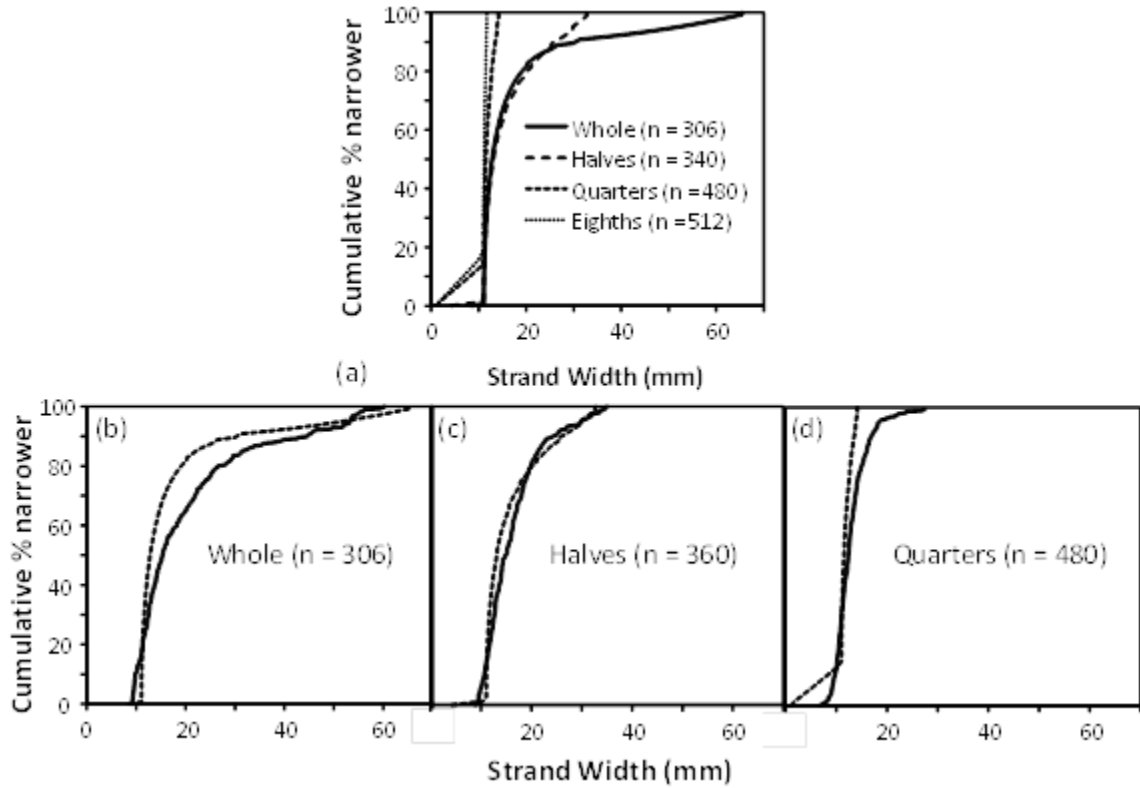 Cumulative % narrower
100
80
60
40
20
0
Whole (n = 306)
Halves (n = 340)
Quarters (n =480)
Eighths (n =512)
0 20 40 60
(a)
Strand Width (mm)
Cumulative % narrower
100
80
60
40
20
0
(b)
Whole (n = 306)
0 20 40 60
(c)
Halves (n = 360)
20 40 60
(d)
Quarters (n = 480)
20 40 60
Strand Width (mm)